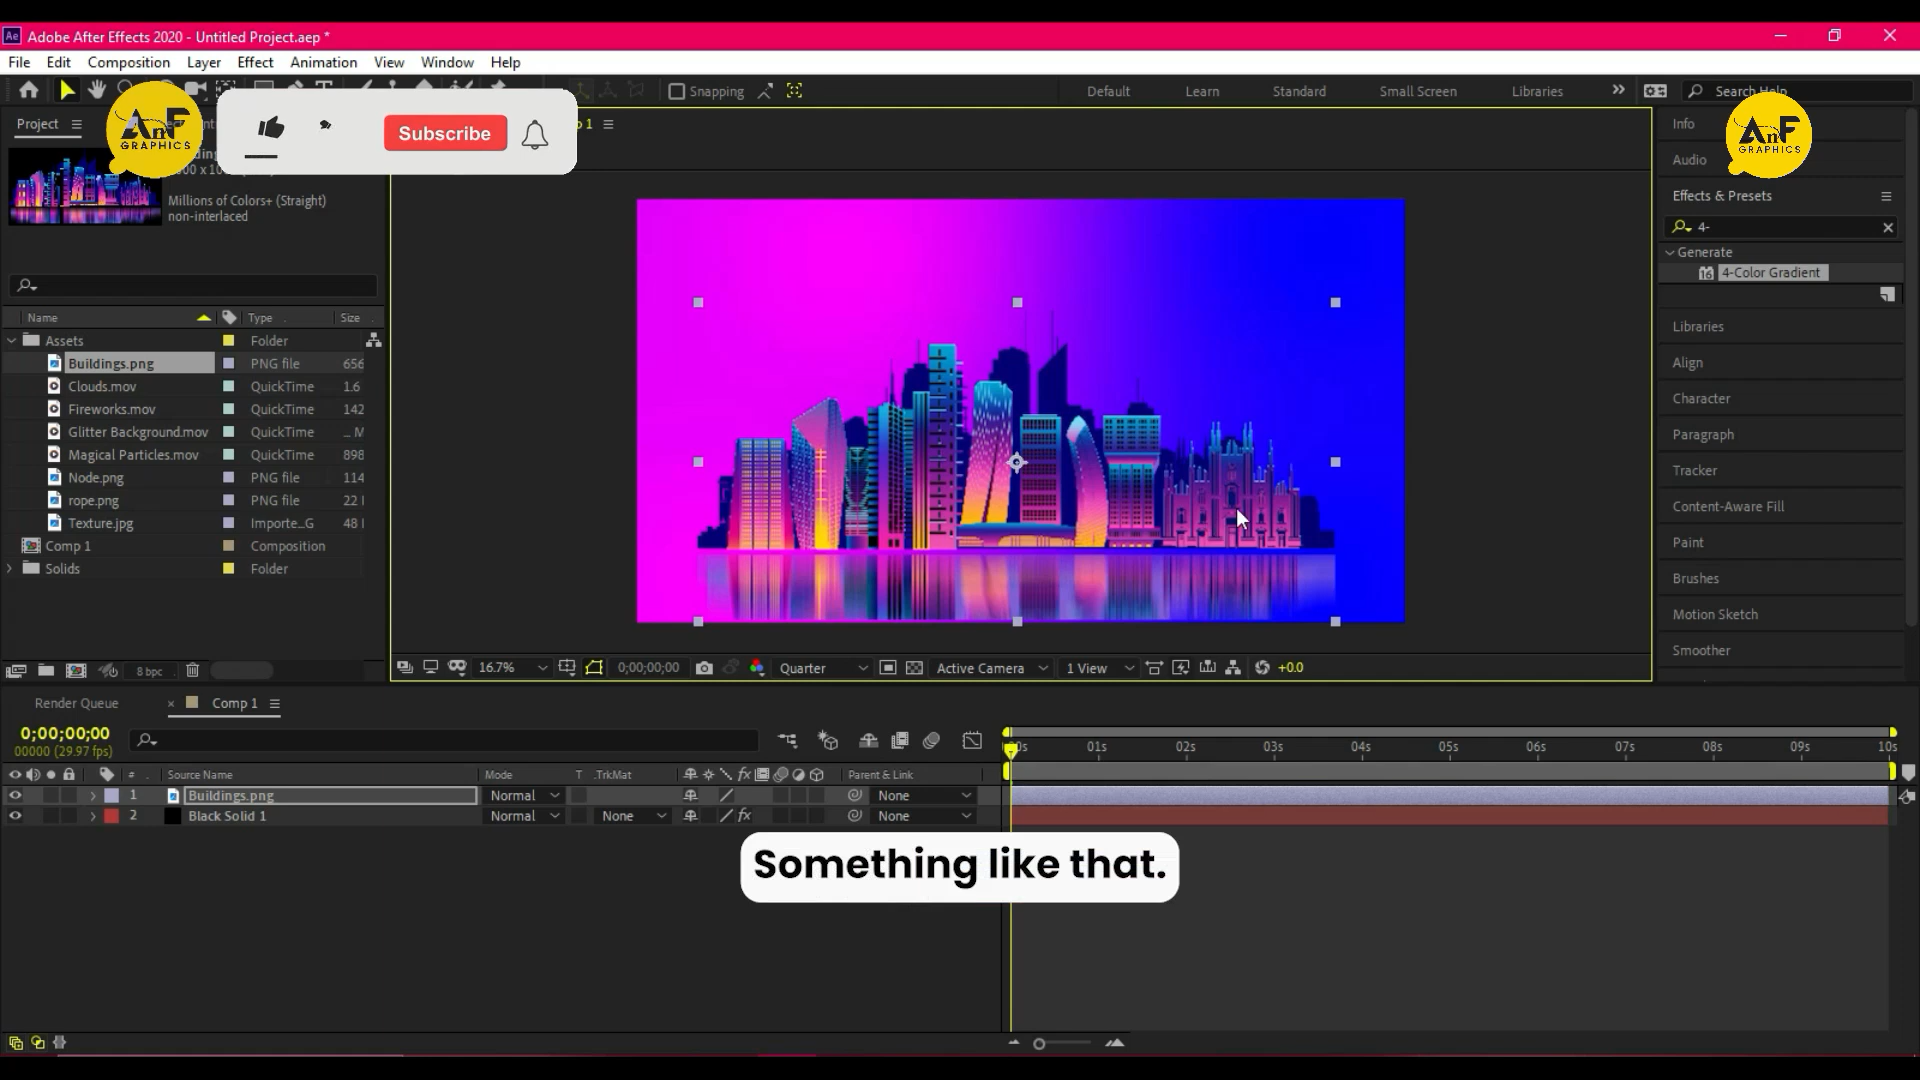 Ae Adobe After Effects 2020 - Untitled Project.aep *
File Edit Composition Layer Effect Animation View Window Help
Snapping
Default Learn Standard Small Screen Libraries Search Help
Project
AnF
GRAPHICS
Subscribe
1
Millions of Colors+ (Straight)
non-interlaced
Name Type Size
Assets Folder
Buildings.png PNG file 656
Clouds.mov QuickTime 1.6
Fireworks.mov QuickTime 142
Glitter Background.mov QuickTime ... M
Magical Particles.mov QuickTime 898
Node.png PNG file 114
rope.png PNG file 22
Texture.jpg Importe...G 48
Comp 1 Composition
Solids Folder
8 bpc
16.7% 0;00;00;00 Quarter Active Camera 1 View +0.0
Info
AnF
GRAPHICS
Audio
Effects & Presets
4-
Generate
4-Color Gradient
Libraries
Align
Character
Paragraph
Tracker
Content-Aware Fill
Paint
Brushes
Motion Sketch
Smoother
Render Queue × Comp 1
0;00;00;00
00000 (29.97 fps)
01s 02s 03s 04s 05s 06s 07s 08s 09s 10s
# Source Name Mode T .TrkMat fx Parent & Link
1 Buildings.png Normal None
2 Black Solid 1 Normal None fx None
Something like that.